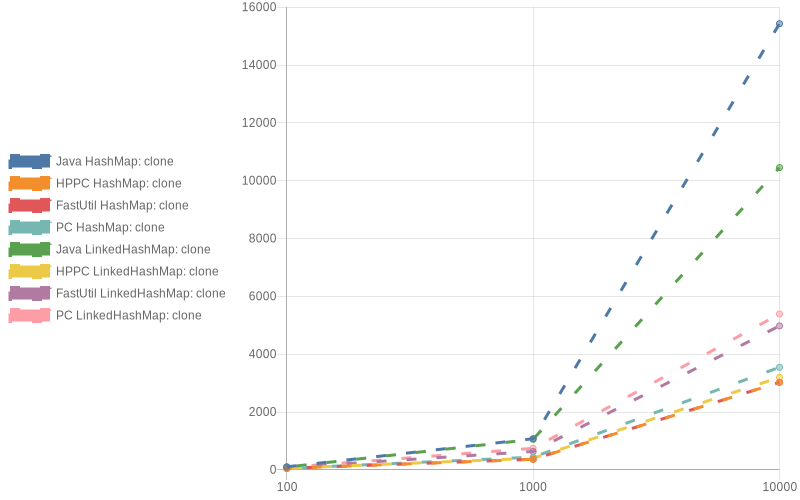 Java HashMap: clone
HPPC HashMap: clone
FastUtil HashMap: clone
PC HashMap: clone
Java LinkedHashMap: clone
HPPC LinkedHashMap: clone
FastUtil LinkedHashMap: clone
PC LinkedHashMap: clone
16000
14000
12000
10000
8000
6000
4000
2000
0
100 1000 10000